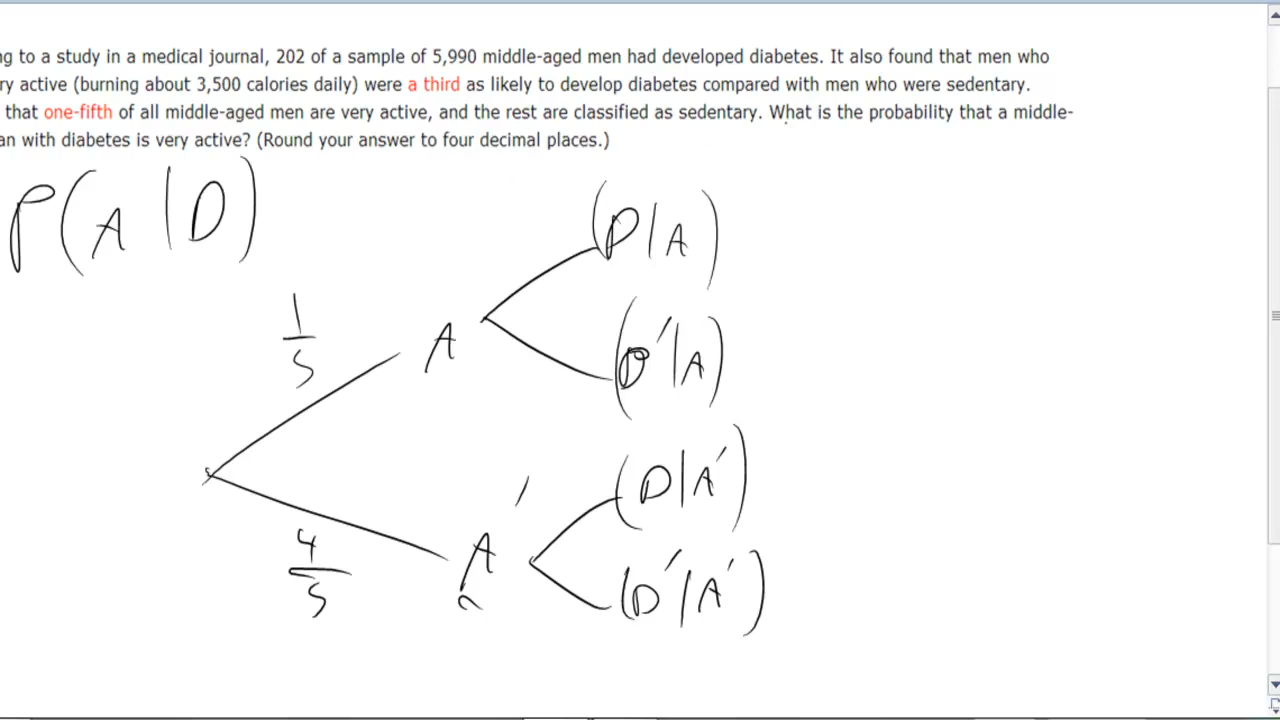 ng to a study in a medical journal, 202 of a sample of 5,990 middle-aged men had developed diabetes. It also found that men who
ry active (burning about 3,500 calories daily) were a third as likely to develop diabetes compared with men who were sedentary.
that one-fifth of all middle-aged men are very active, and the rest are classified as sedentary. What is the probability that a middle-
an with diabetes is very active? (Round your answer to four decimal places.)
P(A|D)
(D|A)
1/5
A
(D'|A)
(D|A')
A'
4/5
(D'|A')